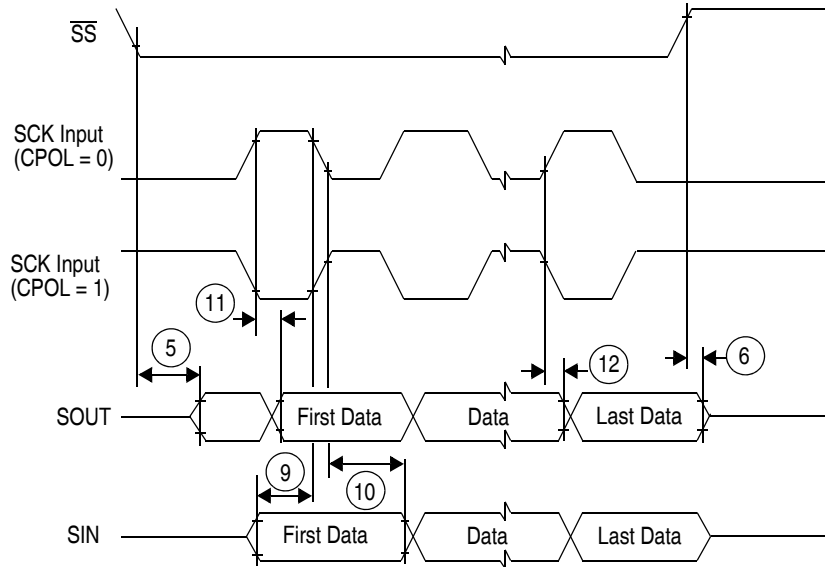 SS
SCK Input
(CPOL = 0)
SCK Input
(CPOL = 1)
11
5
12
6
SOUT
First Data
Data
Last Data
9
10
SIN
First Data
Data
Last Data